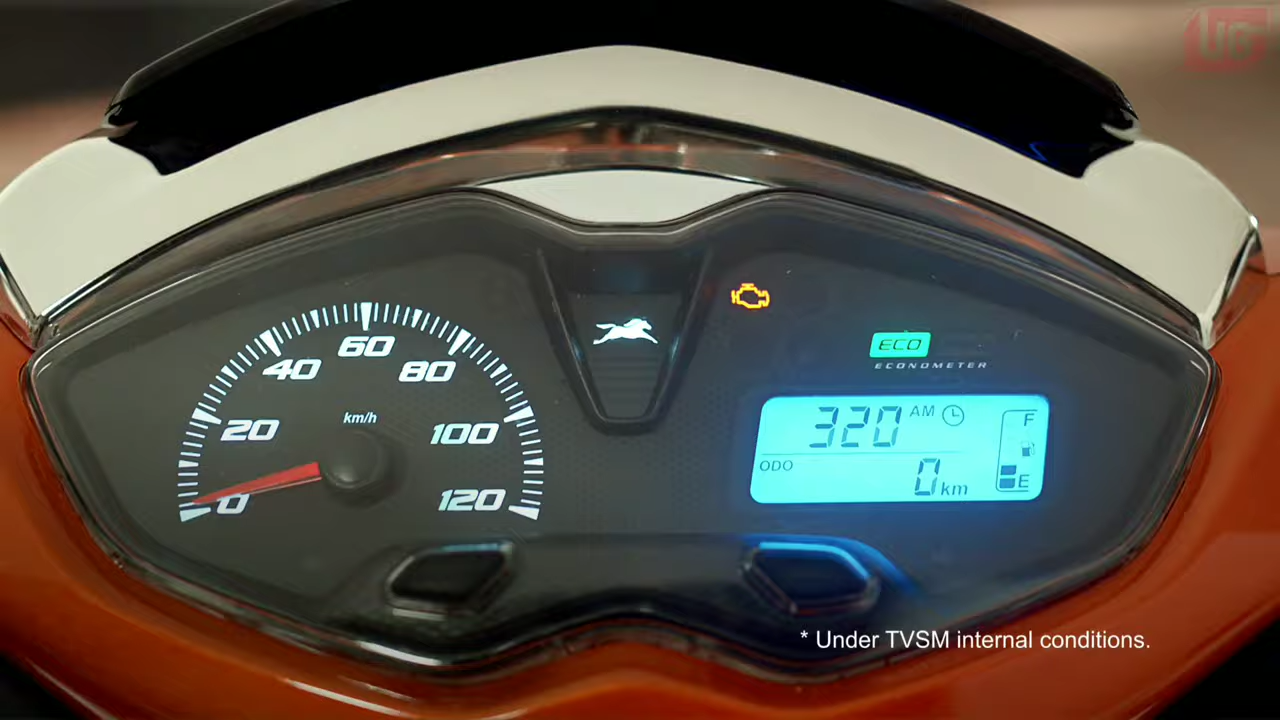 UG
60
40
80
km/h
20
100
0
120
ECO
ECONOMETER
320 AM
F
ODO
0 km
E
* Under TVSM internal conditions.